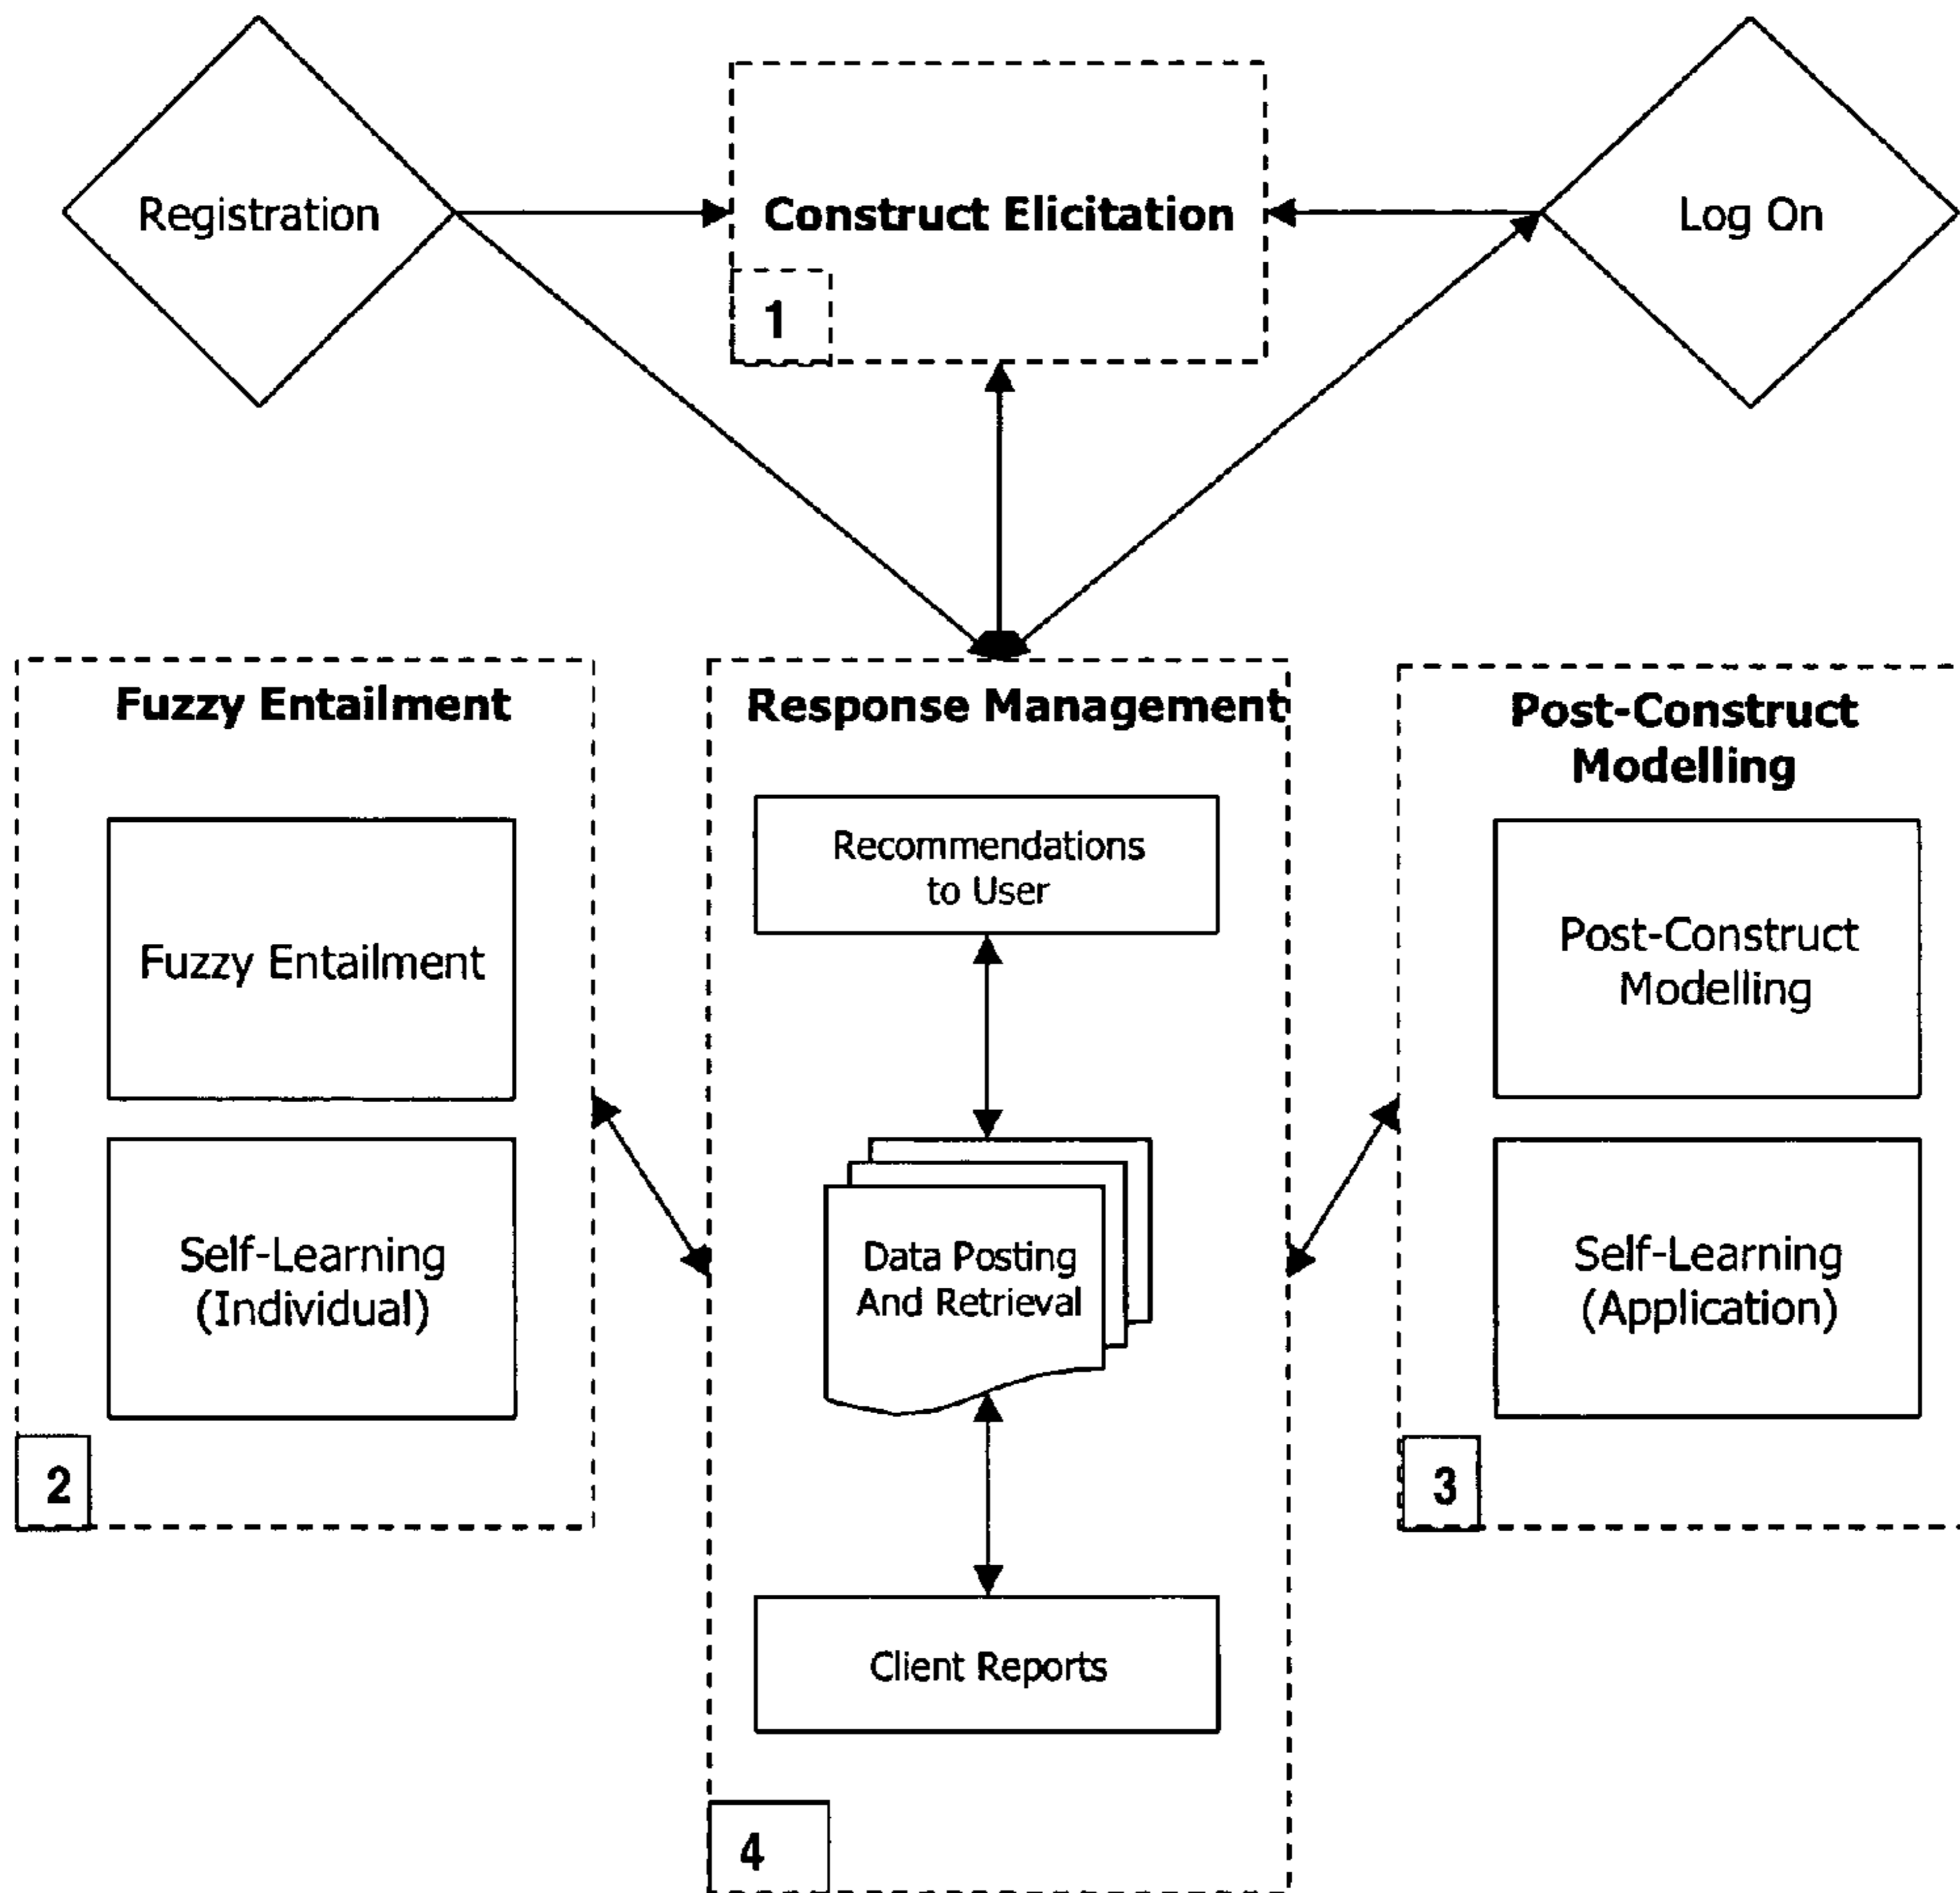 Registration
Construct Elicitation
Log On
1
Fuzzy Entailment
Response Management
Post-Construct
Modelling
Recommendations
to User
Fuzzy Entailment
Post-Construct
Modelling
Data Posting
And Retrieval
Self-Learning
(Individual)
Self-Learning
(Application)
2
3
Client Reports
4